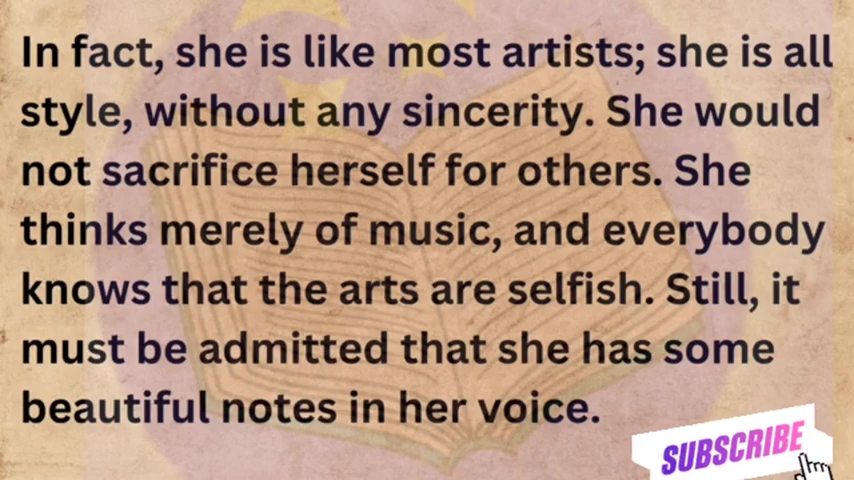 In fact, she is like most artists; she is all
style, without any sincerity. She would
not sacrifice herself for others. She
thinks merely of music, and everybody
knows that the arts are selfish. Still, it
must be admitted that she has some
beautiful notes in her voice.
SUBSCRIBE